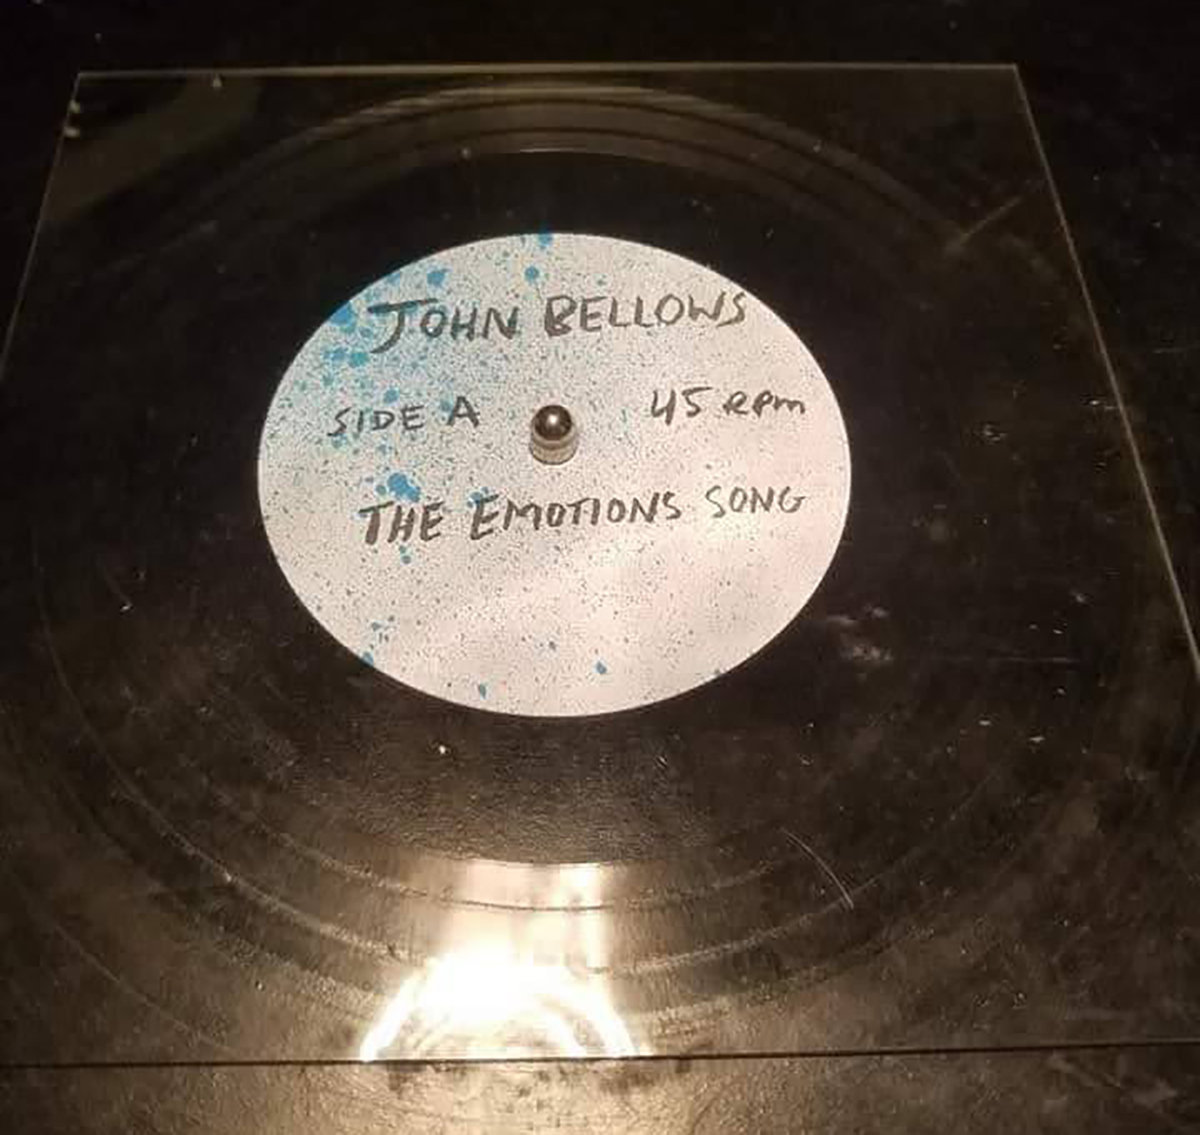 JOHN BELLOWS
SIDE A 45 RPM
THE EMOTIONS SONG